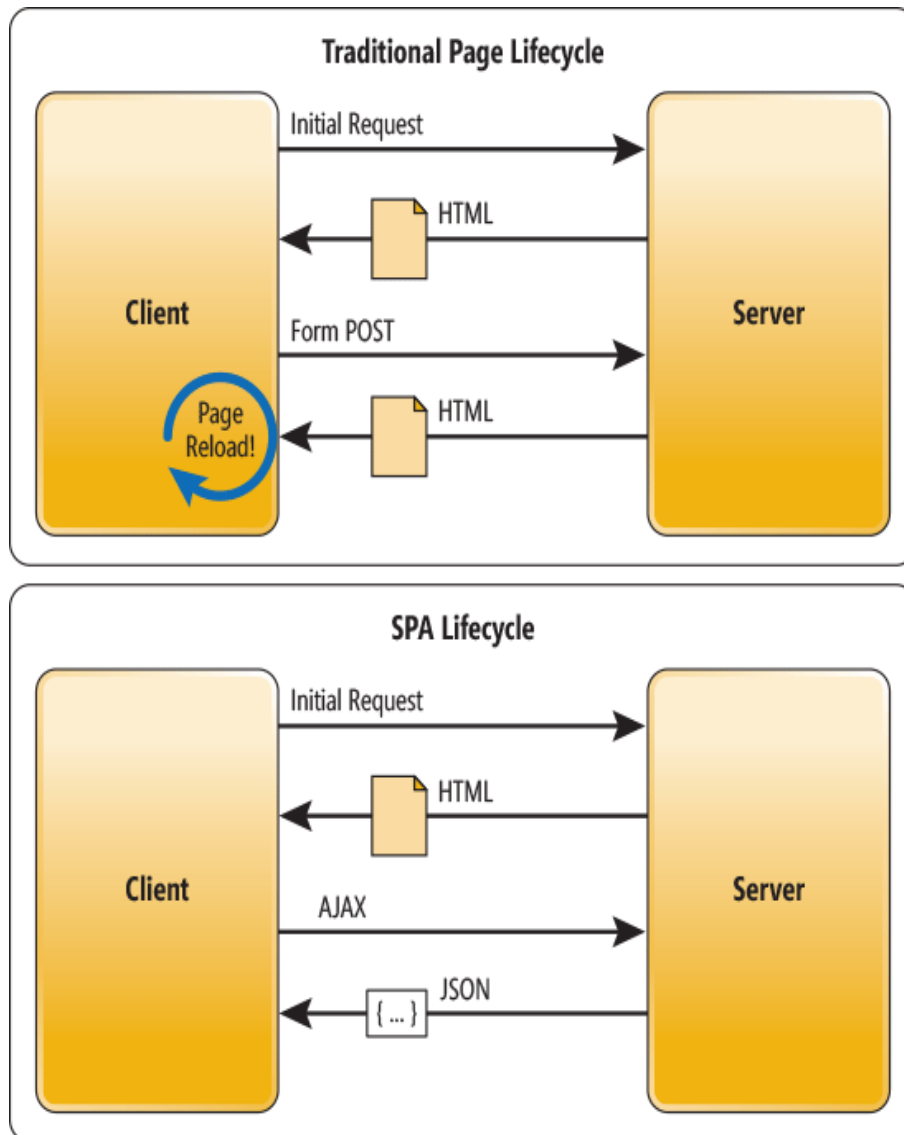 Traditional Page Lifecycle
Initial Request
HTML
Client
Server
Form POST
Page
Reload!
HTML
SPA Lifecycle
Initial Request
HTML
Client
Server
AJAX
JSON
{ ... }